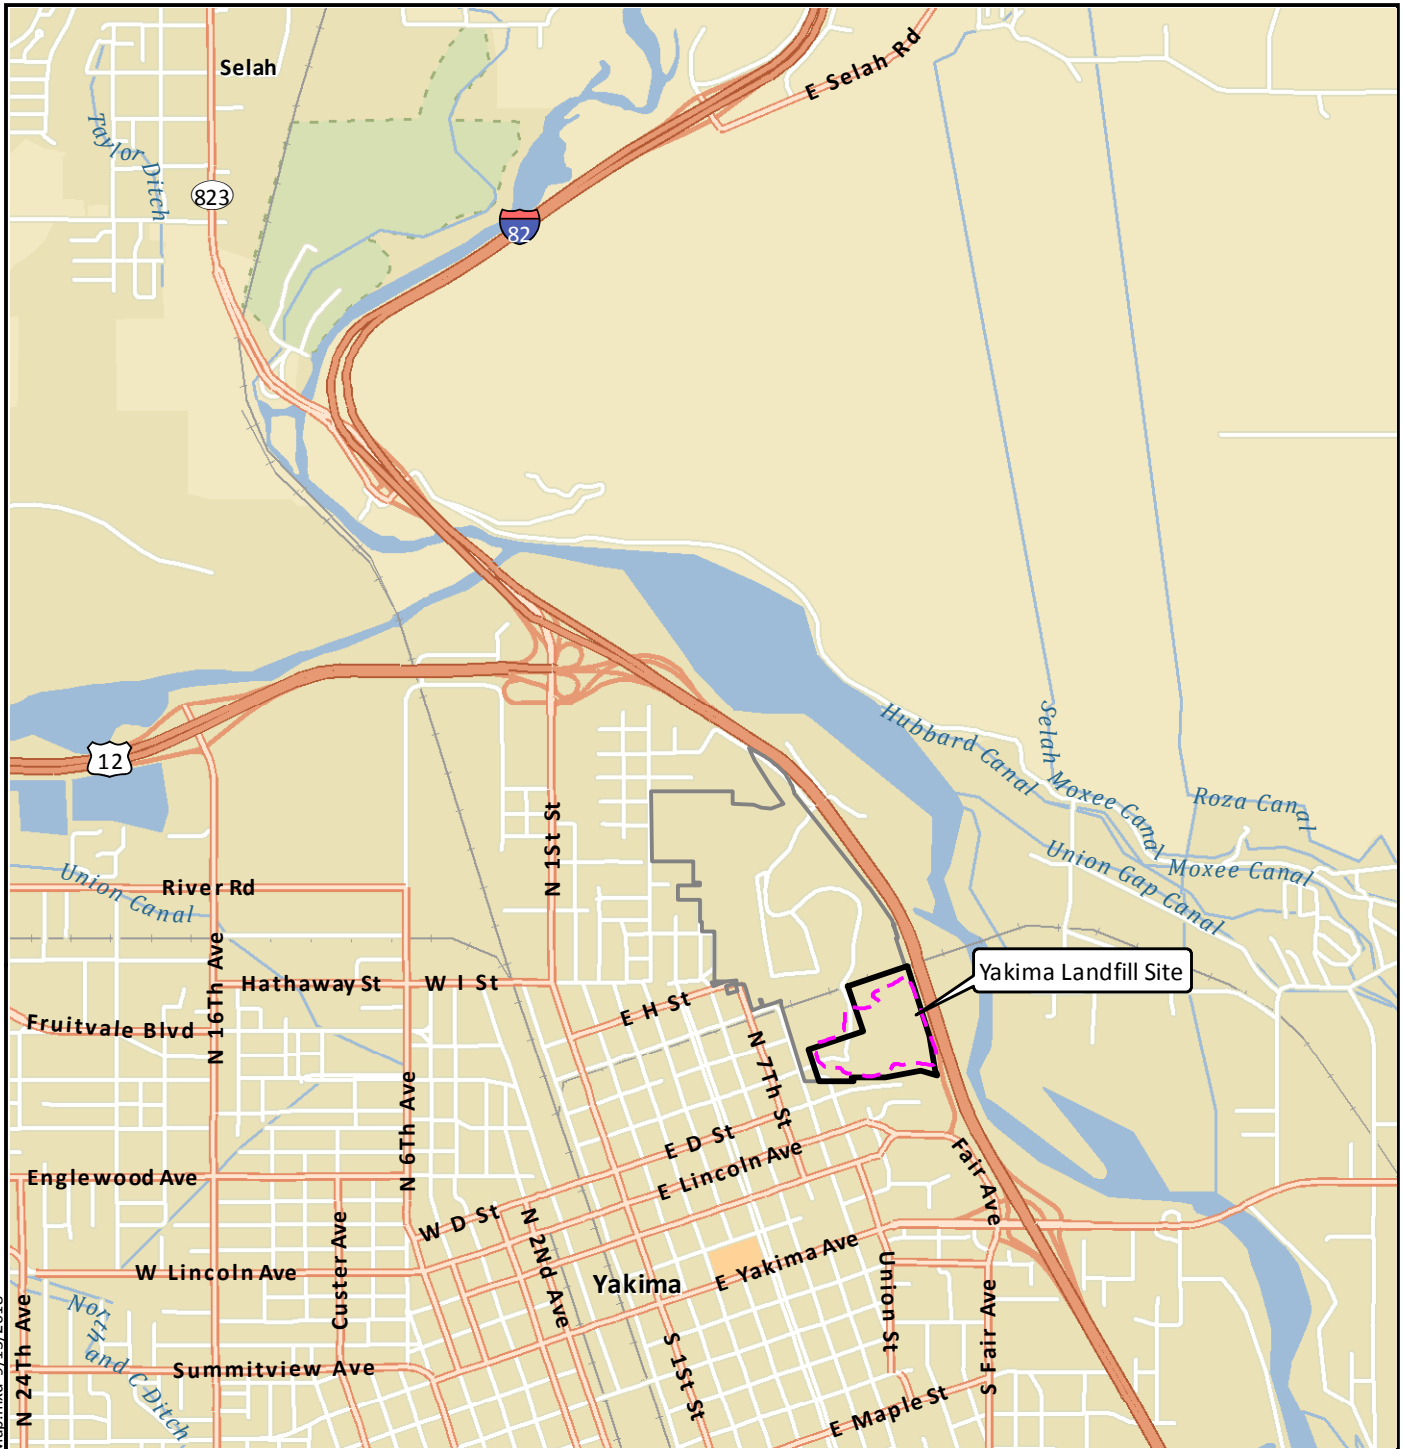 Selah
E Selah Rd
Taylor Ditch
823
82
12
Hubbard Canal
Selah Moxee Canal
Roza Canal
Union Gap Canal
Moxee Canal
N 1St St
Union Canal
River Rd
N 16Th Ave
Hathaway St
W I St
E H St
Yakima Landfill Site
Fruitvale Blvd
N 7Th St
N 6Th Ave
E D St
E Lincoln Ave
Fair Ave
Englewood Ave
W D St
N 2Nd Ave
Custer Ave
W Lincoln Ave
Yakima
E Yakima Ave
Union St
N 24Th Ave
Summitview Ave
S 1St St
S Fair Ave
E Maple St
and C Ditch